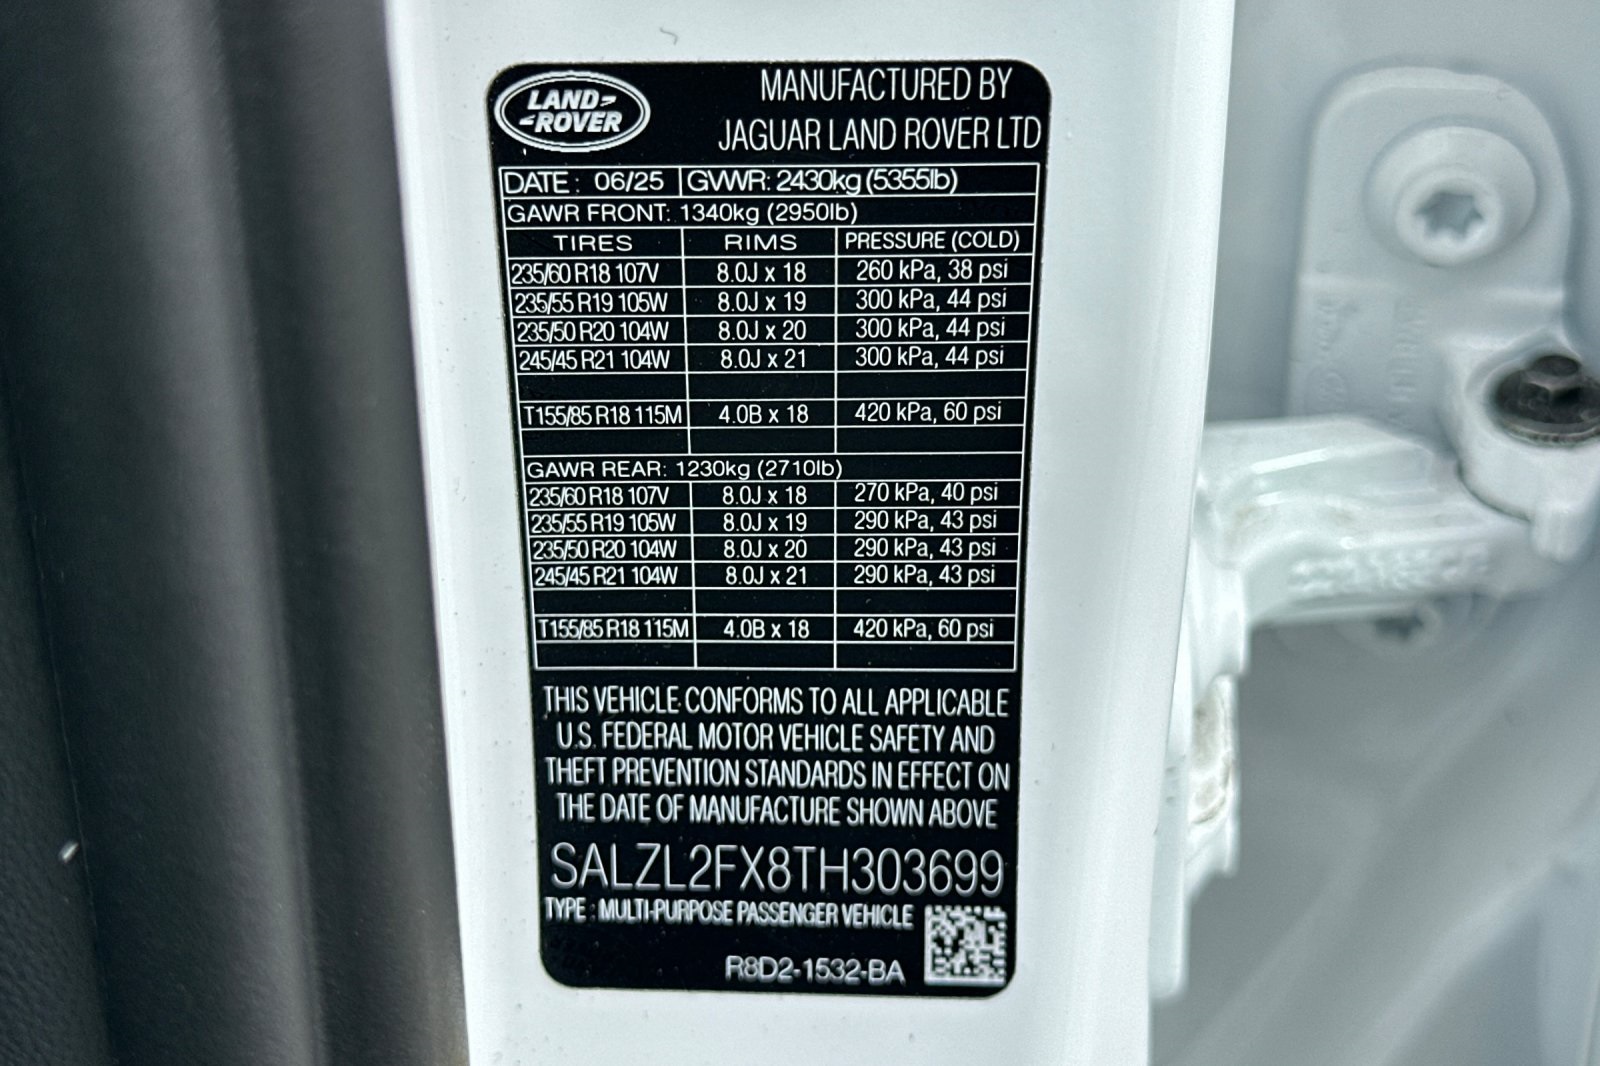 LAND
ROVER
MANUFACTURED BY
JAGUAR LAND ROVER LTD
DATE: 06/25 GVWR: 2430kg (5355lb)
GAWR FRONT: 1340kg (2950lb)
TIRES RIMS PRESSURE (COLD)
235/60 R18 107V 8.0J x 18 260 kPa, 38 psi
235/55 R19 105W 8.0J x 19 300 kPa, 44 psi
235/50 R20 104W 8.0J x 20 300 kPa, 44 psi
245/45 R21 104W 8.0J x 21 300 kPa, 44 psi
T155/85 R18 115M 4.0B x 18 420 kPa, 60 psi
GAWR REAR: 1230kg (2710lb)
235/60 R18 107V 8.0J x 18 270 kPa, 40 psi
235/55 R19 105W 8.0J x 19 290 kPa, 43 psi
235/50 R20 104W 8.0J x 20 290 kPa, 43 psi
245/45 R21 104W 8.0J x 21 290 kPa, 43 psi
T155/85 R18 115M 4.0B x 18 420 kPa, 60 psi
THIS VEHICLE CONFORMS TO ALL APPLICABLE
U.S. FEDERAL MOTOR VEHICLE SAFETY AND
THEFT PREVENTION STANDARDS IN EFFECT ON
THE DATE OF MANUFACTURE SHOWN ABOVE
SALZL2FX8TH303699
TYPE : MULTI-PURPOSE PASSENGER VEHICLE
R8D2-1532-BA